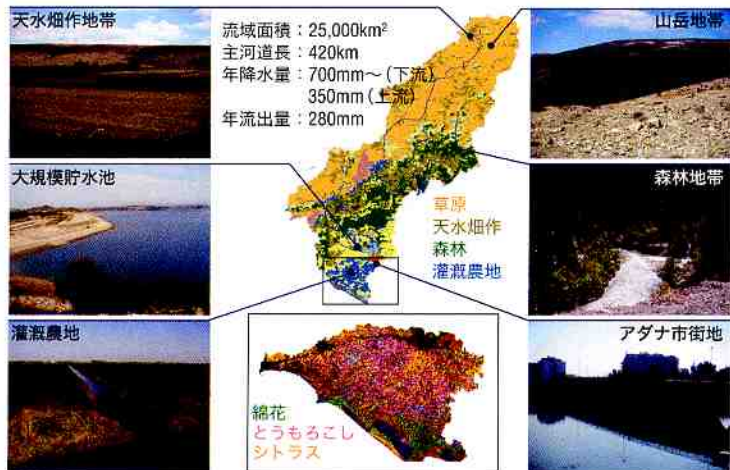 天水畑作地帯
流域面積：25,000km²
主河道長：420km
年降水量：700mm～(下流)
350mm(上流)
年流出量：280mm
山岳地帯
大規模貯水池
森林地帯
草原
天水畑作
森林
灌漑農地
灌漑農地
アダナ市街地
綿花
とうもろこし
シトラス